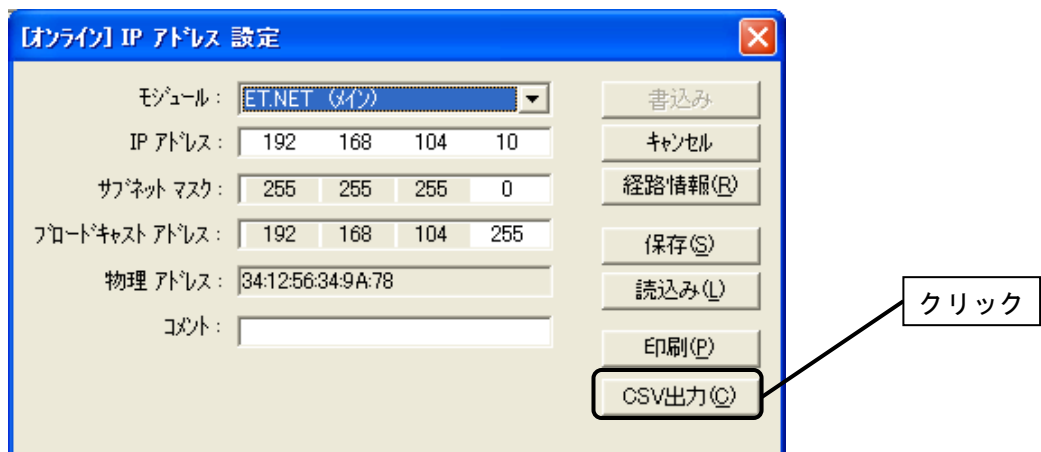 [オンライン] IP アドレス 設定
モジュール : ET.NET (メイン) 書込み
IP アドレス : 192 168 104 10 キャンセル
サブネット マスク : 255 255 255 0 経路情報(R)
ブロードキャスト アドレス : 192 168 104 255 保存(S)
物理 アドレス : 34:12:56:34:9A:78 読込み(L)
クリック
コメント :
印刷(P)
CSV出力(C)